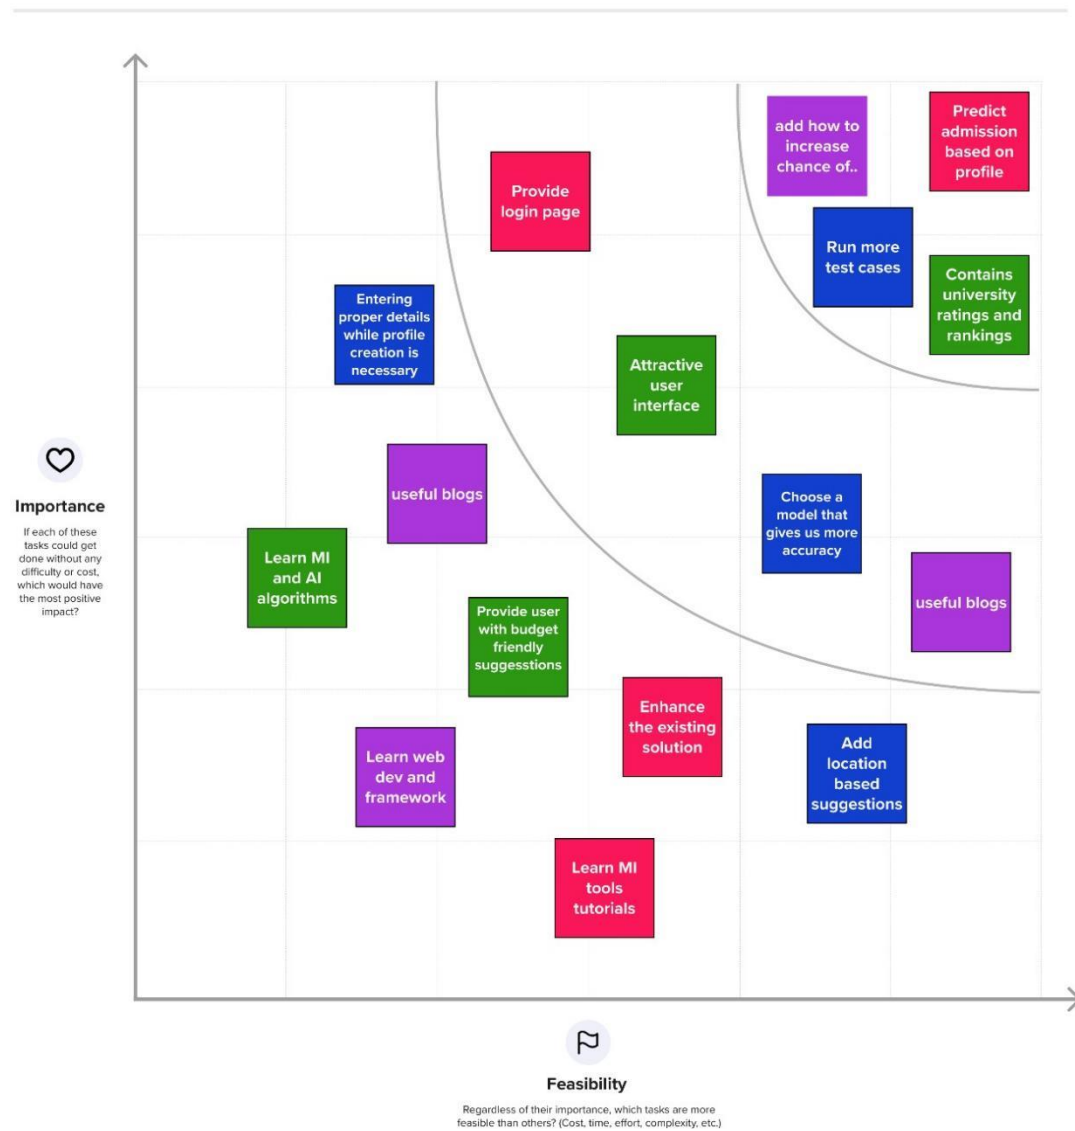 add how to
increase
chance of..
Predict
admission
based on
profile
Provide
login page
Run more
test cases
Contains
university
ratings and
rankings
Entering
proper details
while profile
creation is
necessary
Attractive
user
interface
useful blogs
Choose a
model that
gives us more
accuracy
Learn MI
and AI
algorithms
useful blogs
Provide user
with budget
friendly
suggesstions
Enhance
the existing
solution
Learn web
dev and
framework
Add
location
based
suggestions
Learn MI
tools
tutorials
Importance
If each of these
tasks could get
done without any
difficulty or cost,
which would have
the most positive
impact?
Feasibility
Regardless of their importance, which tasks are more
feasible than others? (Cost, time, effort, complexity, etc.)